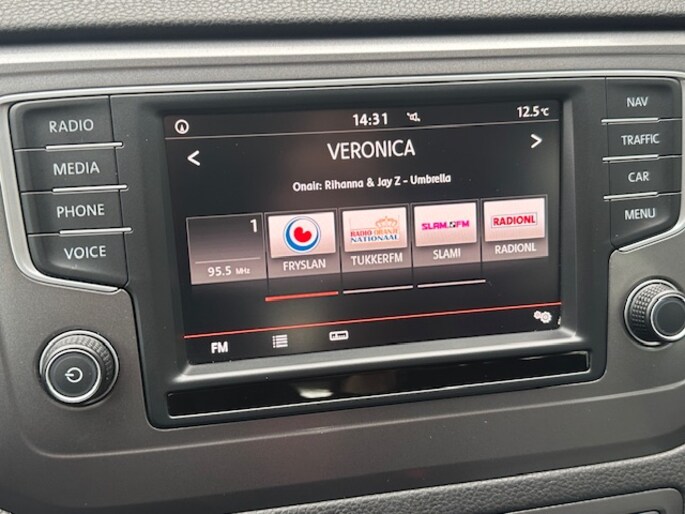 RADIO
MEDIA
PHONE
VOICE
14:31
12.5 °C
VERONICA
Onair: Rihanna & Jay Z - Umbrella
1
95.5 MHz
FRYSLAN
RADIO ORANJE
NATIONAAL
TUKKERFM
SLAM!FM
SLAM!
RADIONL
RADIONL
FM
NAV
TRAFFIC
CAR
MENU